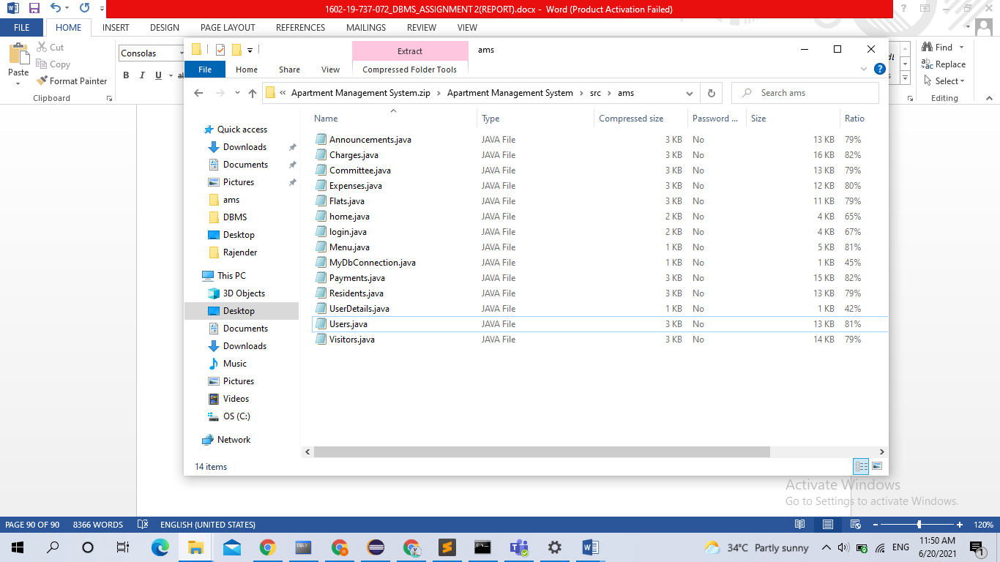 1602-19-737-072_DBMS_ASSIGNMENT 2(REPORT).docx - Word (Product Activation Failed)
FILE HOME INSERT DESIGN PAGE LAYOUT REFERENCES MAILINGS REVIEW VIEW
Paste
Cut
Copy
Format Painter
Clipboard
Consolas
B I U
Find
Replace
Select
Editing
Extract
ams
File Home Share View Compressed Folder Tools
« Apartment Management System.zip › Apartment Management System › src › ams
Search ams
Quick access
Downloads
Documents
Pictures
ams
DBMS
Desktop
Rajender
This PC
3D Objects
Desktop
Documents
Downloads
Music
Pictures
Videos
OS (C:)
Network
Name Type Compressed size Password ... Size Ratio
Announcements.java JAVA File 3 KB No 13 KB 79%
Charges.java JAVA File 3 KB No 16 KB 82%
Committee.java JAVA File 3 KB No 13 KB 79%
Expenses.java JAVA File 3 KB No 12 KB 80%
Flats.java JAVA File 3 KB No 11 KB 79%
home.java JAVA File 2 KB No 4 KB 65%
login.java JAVA File 2 KB No 4 KB 67%
Menu.java JAVA File 1 KB No 5 KB 81%
MyDbConnection.java JAVA File 1 KB No 1 KB 45%
Payments.java JAVA File 3 KB No 15 KB 82%
Residents.java JAVA File 3 KB No 13 KB 79%
UserDetails.java JAVA File 1 KB No 1 KB 42%
Users.java JAVA File 3 KB No 13 KB 81%
Visitors.java JAVA File 3 KB No 14 KB 79%
14 items
Activate Windows
Go to Settings to activate Windows.
PAGE 90 OF 90 8366 WORDS ENGLISH (UNITED STATES) 120%
34°C Partly sunny ENG
11:50 AM
6/20/2021
1